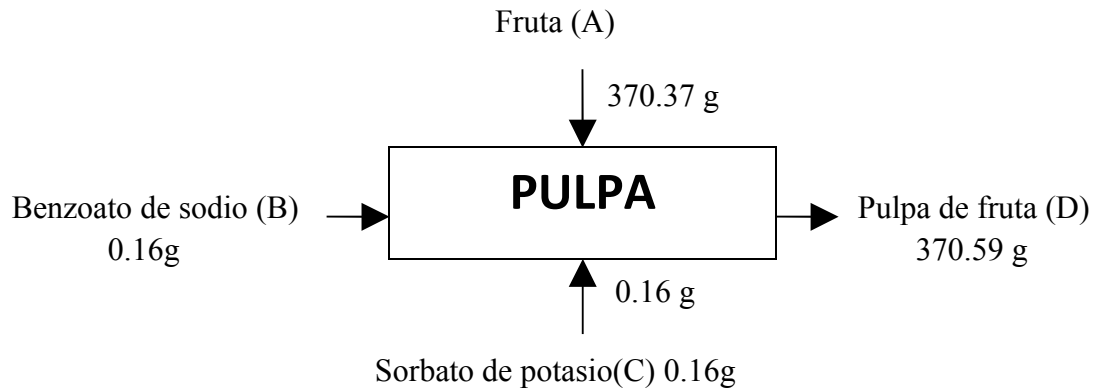 Fruta (A)
370.37 g
PULPA
Benzoato de sodio (B)
0.16g
Pulpa de fruta (D)
370.59 g
0.16 g
Sorbato de potasio(C) 0.16g